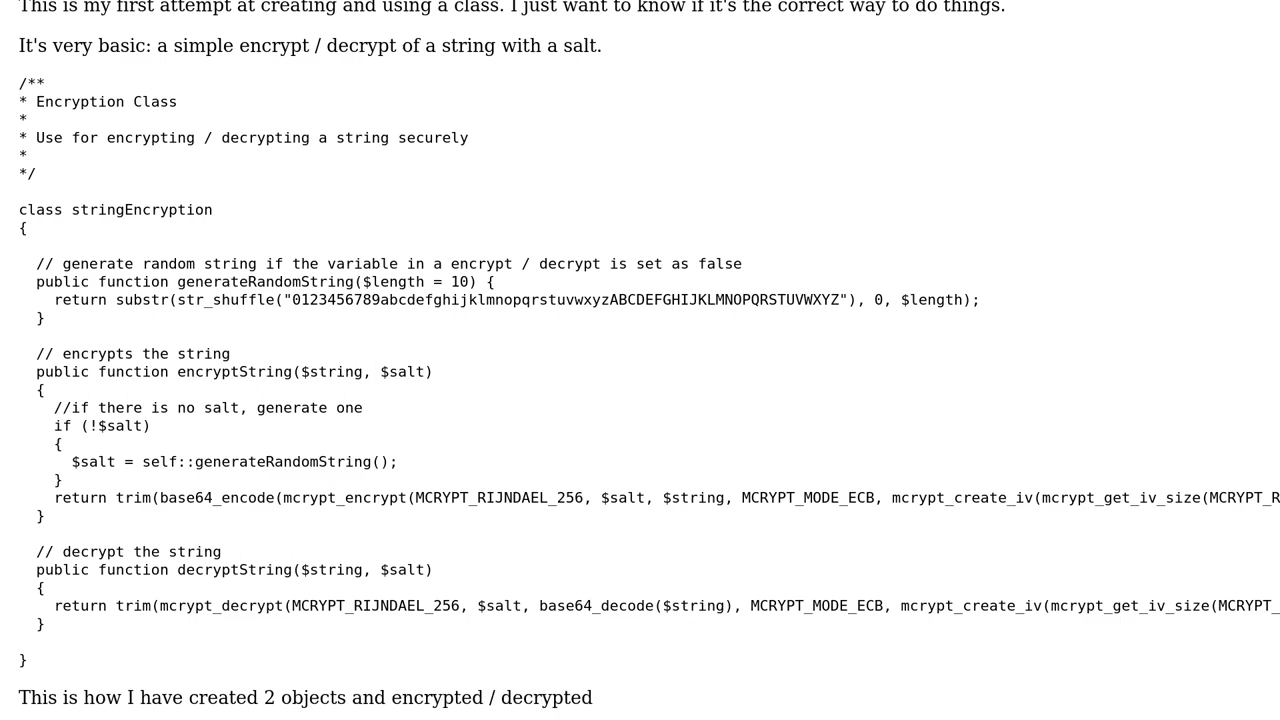 This is my first attempt at creating and using a class. I just want to know if it's the correct way to do things.
It's very basic: a simple encrypt / decrypt of a string with a salt.
/**
* Encryption Class
*
* Use for encrypting / decrypting a string securely
*
*/
class stringEncryption
{
// generate random string if the variable in a encrypt / decrypt is set as false
public function generateRandomString($length = 10) {
return substr(str_shuffle("0123456789abcdefghijklmnopqrstuvwxyzABCDEFGHIJKLMNOPQRSTUVWXYZ"), 0, $length);
}
// encrypts the string
public function encryptString($string, $salt)
{
//if there is no salt, generate one
if (!$salt)
{
$salt = self::generateRandomString();
}
return trim(base64_encode(mcrypt_encrypt(MCRYPT_RIJNDAEL_256, $salt, $string, MCRYPT_MODE_ECB, mcrypt_create_iv(mcrypt_get_iv_size(MCRYPT_R
}
// decrypt the string
public function decryptString($string, $salt)
{
return trim(mcrypt_decrypt(MCRYPT_RIJNDAEL_256, $salt, base64_decode($string), MCRYPT_MODE_ECB, mcrypt_create_iv(mcrypt_get_iv_size(MCRYPT_
}
}
This is how I have created 2 objects and encrypted / decrypted